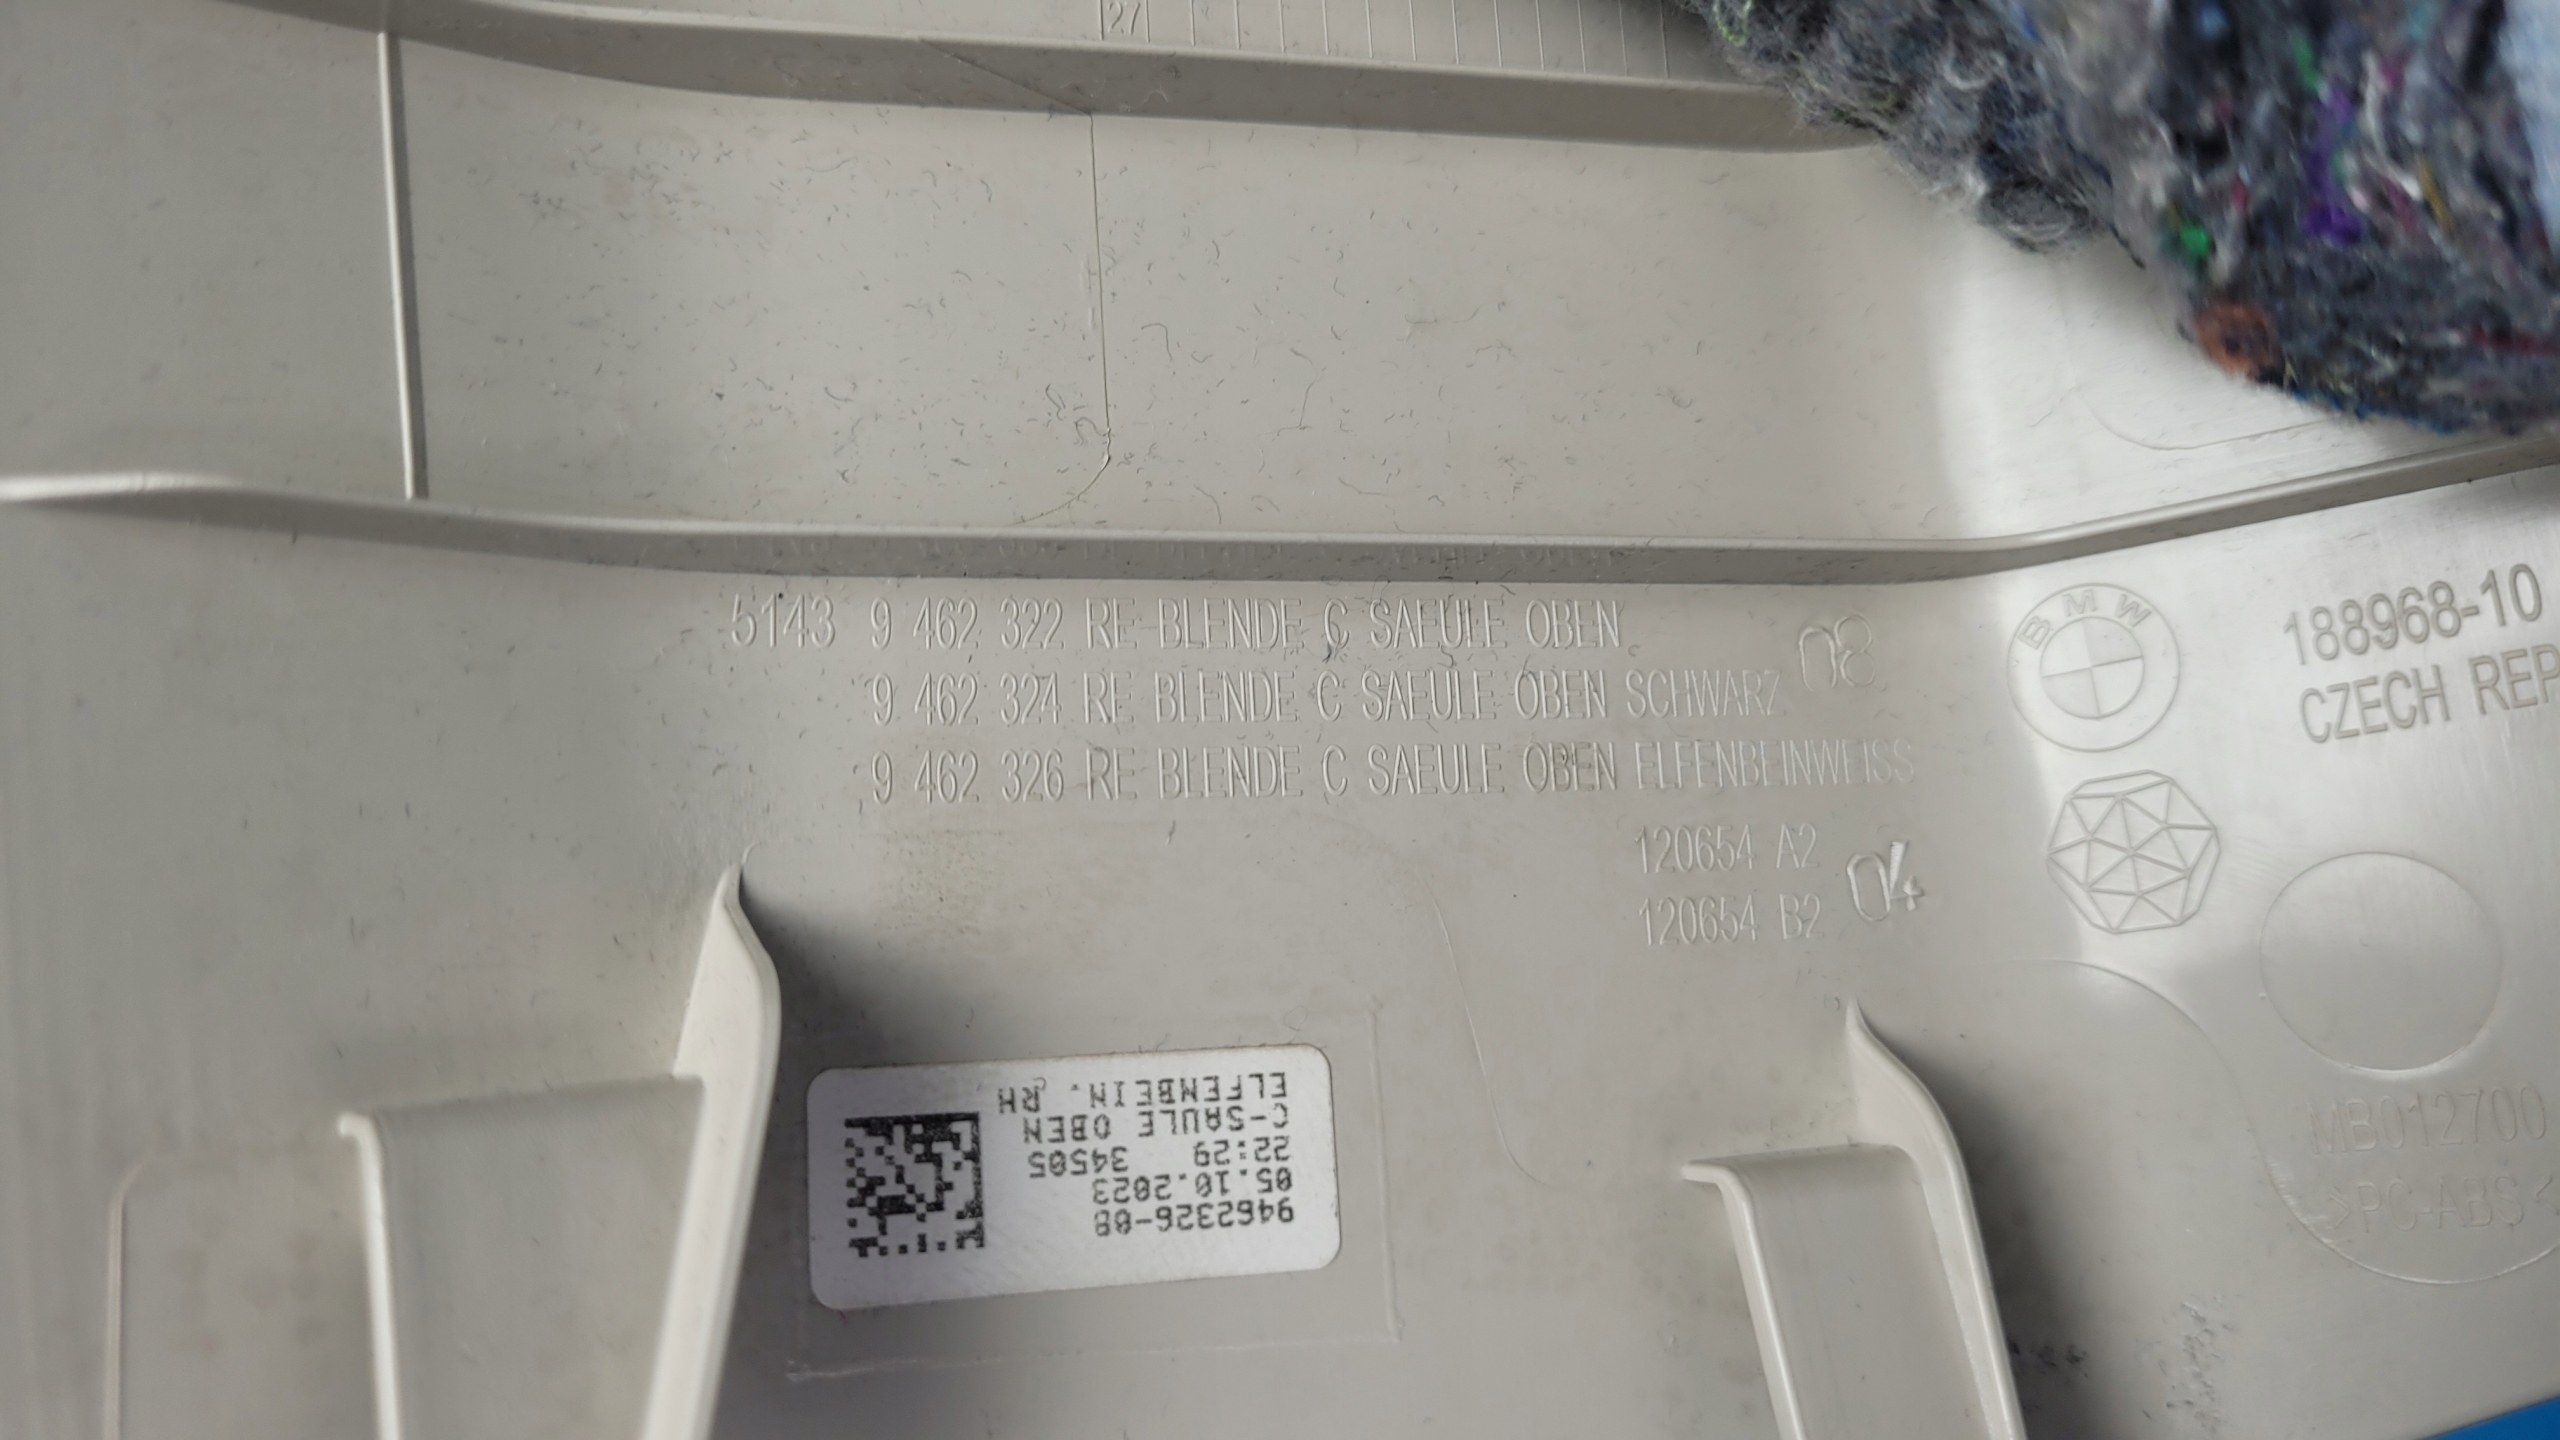 27
5143 9 462 322 RE BLENDE C SAEULE OBEN
9 462 324 RE BLENDE C SAEULE OBEN SCHWARZ
9 462 326 RE BLENDE C SAEULE OBEN ELFENBEINWEISS
08
120654 A2
120654 B2
04
BMW
188968-10
CZECH REP
MB012700
>PC-ABS<
9462326-08
05.10.2023
22:29 34505
C-SAULE OBEN
ELFENBEIN. RH